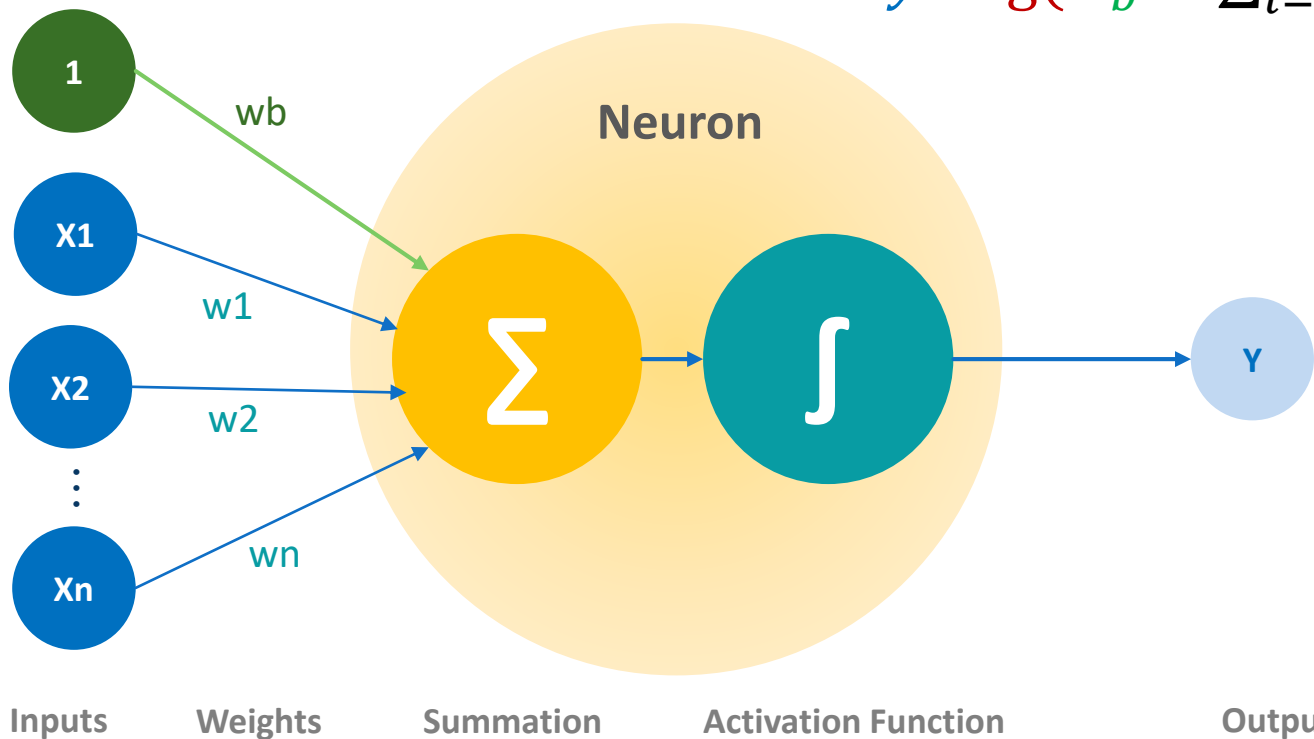 1
wb
Neuron
X1
w1
Σ
∫
X2
w2
Y
⋮
wn
Xn
Inputs Weights Summation Activation Function